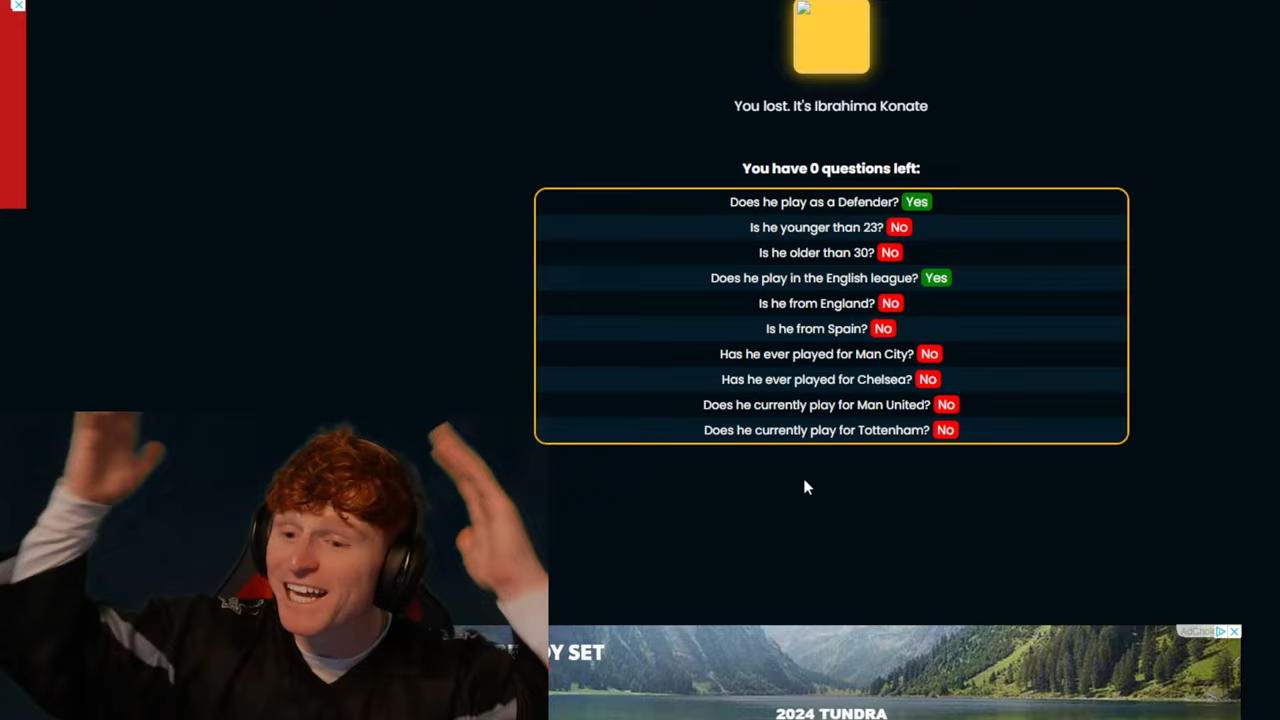 You lost. It's Ibrahima Konate
You have 0 questions left:
Does he play as a Defender? Yes
Is he younger than 23? No
Is he older than 30? No
Does he play in the English league? Yes
Is he from England? No
Is he from Spain? No
Has he ever played for Man City? No
Has he ever played for Chelsea? No
Does he currently play for Man United? No
Does he currently play for Tottenham? No
SET
2024 TUNDRA